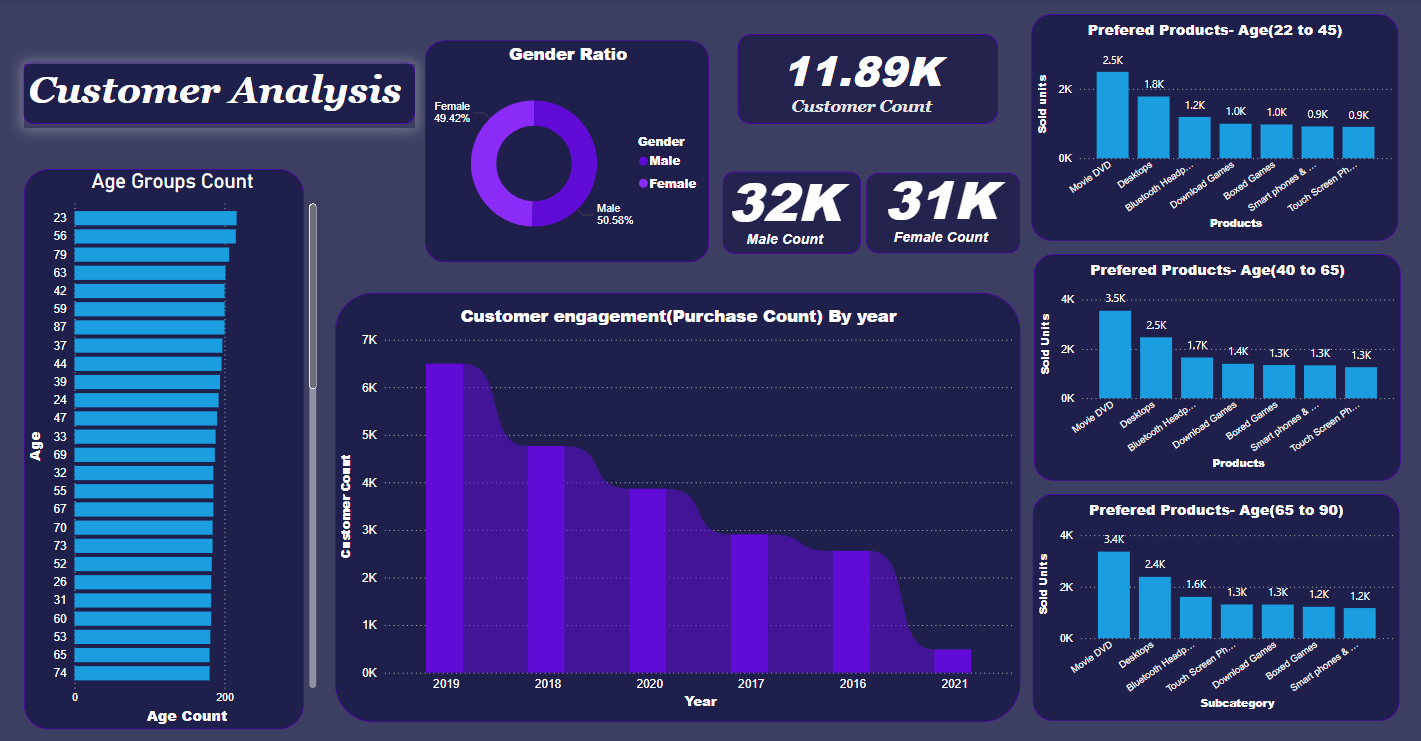 Customer Analysis
Age Groups Count
Age
23
56
79
63
42
59
87
37
44
39
24
47
33
69
32
55
67
70
73
52
26
31
60
53
65
74
0
200
Age Count
Gender Ratio
Female
49.42%
Male
50.58%
Gender
Male
Female
11.89K
Customer Count
32K
Male Count
31K
Female Count
Customer engagement(Purchase Count) By year
Customer Count
7K
6K
5K
4K
3K
2K
1K
0K
2019
2018
2020
2017
2016
2021
Year
Prefered Products- Age(22 to 45)
Sold units
2K
0K
2.5K
1.8K
1.2K
1.0K
1.0K
0.9K
0.9K
Movie DVD
Desktops
Bluetooth Headp...
Download Games
Boxed Games
Smart phones & ...
Touch Screen Ph...
Products
Prefered Products- Age(40 to 65)
Sold Units
4K
2K
0K
3.5K
2.5K
1.7K
1.4K
1.3K
1.3K
1.3K
Movie DVD
Desktops
Bluetooth Headp...
Download Games
Boxed Games
Smart phones & ...
Touch Screen Ph...
Products
Prefered Products- Age(65 to 90)
Sold Units
4K
2K
0K
3.4K
2.4K
1.6K
1.3K
1.3K
1.2K
1.2K
Movie DVD
Desktops
Bluetooth Headp...
Touch Screen Ph...
Download Games
Boxed Games
Smart phones & ...
Subcategory